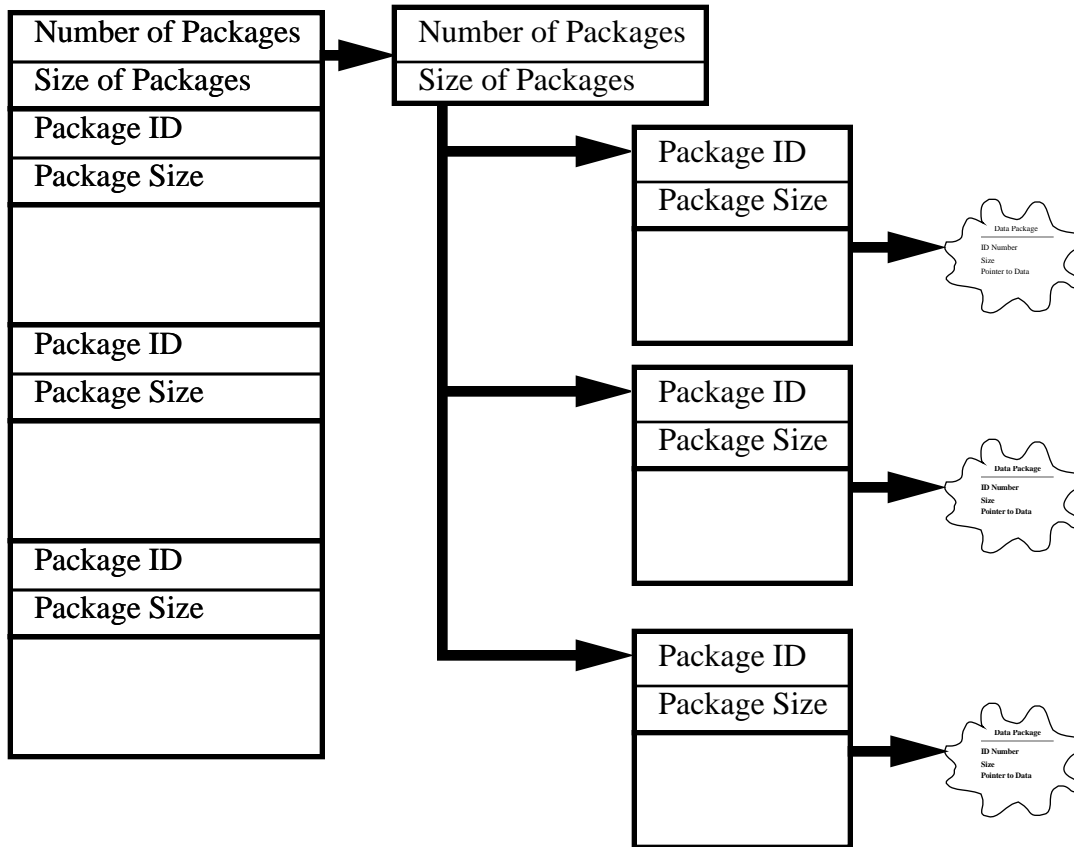 Number of Packages
Size of Packages
Package ID
Package Size
Package ID
Package Size
Package ID
Package Size
Number of Packages
Size of Packages
Package ID
Package Size
Data Package
ID Number
Size
Pointer to Data
Package ID
Package Size
Data Package
ID Number
Size
Pointer to Data
Package ID
Package Size
Data Package
ID Number
Size
Pointer to Data